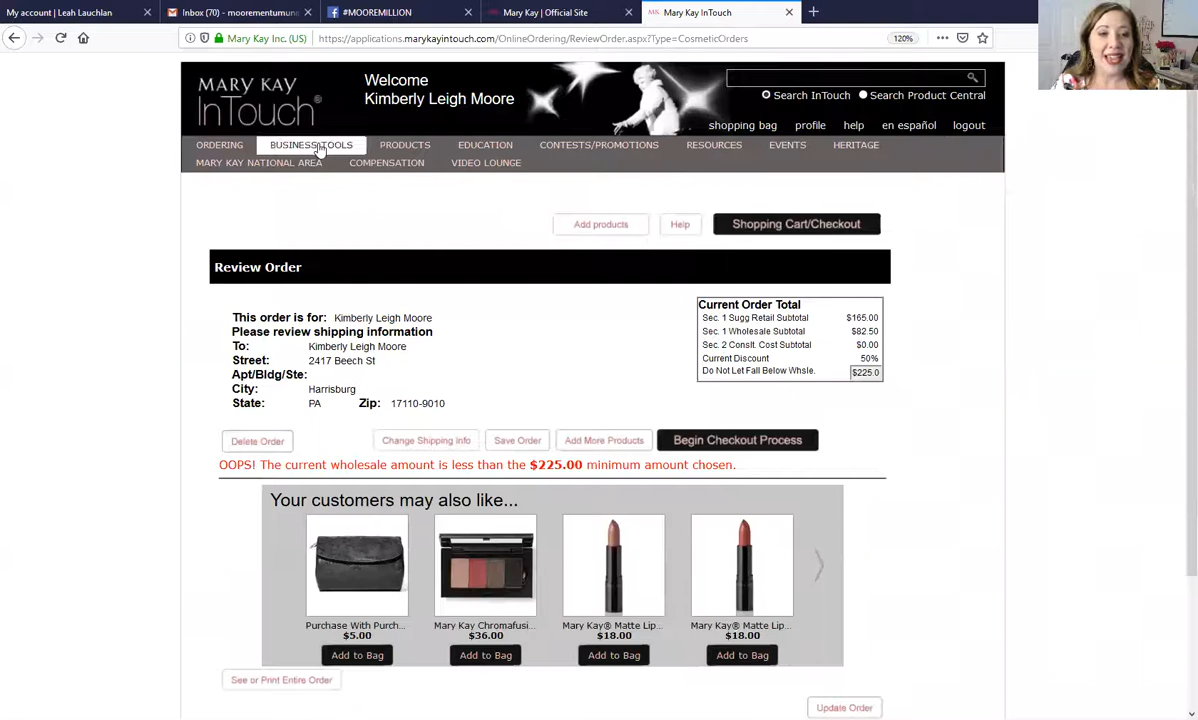 My account | Leah Lauchlan
Inbox (70) - moorementumun
#MOOREMILLION
Mary Kay | Official Site
Mary Kay InTouch
Mary Kay Inc. (US)
https://applications.marykayintouch.com/OnlineOrdering/ReviewOrder.aspx?Type=CosmeticOrders
120%
MARY KAY
InTouch®
Welcome
Kimberly Leigh Moore
Search InTouch
Search Product Central
shopping bag profile help en español logout
ORDERING BUSINESS TOOLS PRODUCTS EDUCATION CONTESTS/PROMOTIONS RESOURCES EVENTS HERITAGE
MARY KAY NATIONAL AREA COMPENSATION VIDEO LOUNGE
Add products
Help
Shopping Cart/Checkout
Review Order
This order is for: Kimberly Leigh Moore
Please review shipping information
To: Kimberly Leigh Moore
Street: 2417 Beech St
Apt/Bldg/Ste:
City: Harrisburg
State: PA Zip: 17110-9010
Current Order Total
Sec. 1 Sugg Retail Subtotal $165.00
Sec. 1 Wholesale Subtotal $82.50
Sec. 2 Conslt. Cost Subtotal $0.00
Current Discount 50%
Do Not Let Fall Below Whsle. $225.0
Delete Order
Change Shipping Info
Save Order
Add More Products
Begin Checkout Process
OOPS! The current wholesale amount is less than the $225.00 minimum amount chosen.
Your customers may also like...
Purchase With Purch... Mary Kay Chromafusi... Mary Kay® Matte Lip... Mary Kay® Matte Lip...
$5.00 $36.00 $18.00 $18.00
Add to Bag Add to Bag Add to Bag Add to Bag
See or Print Entire Order
Update Order